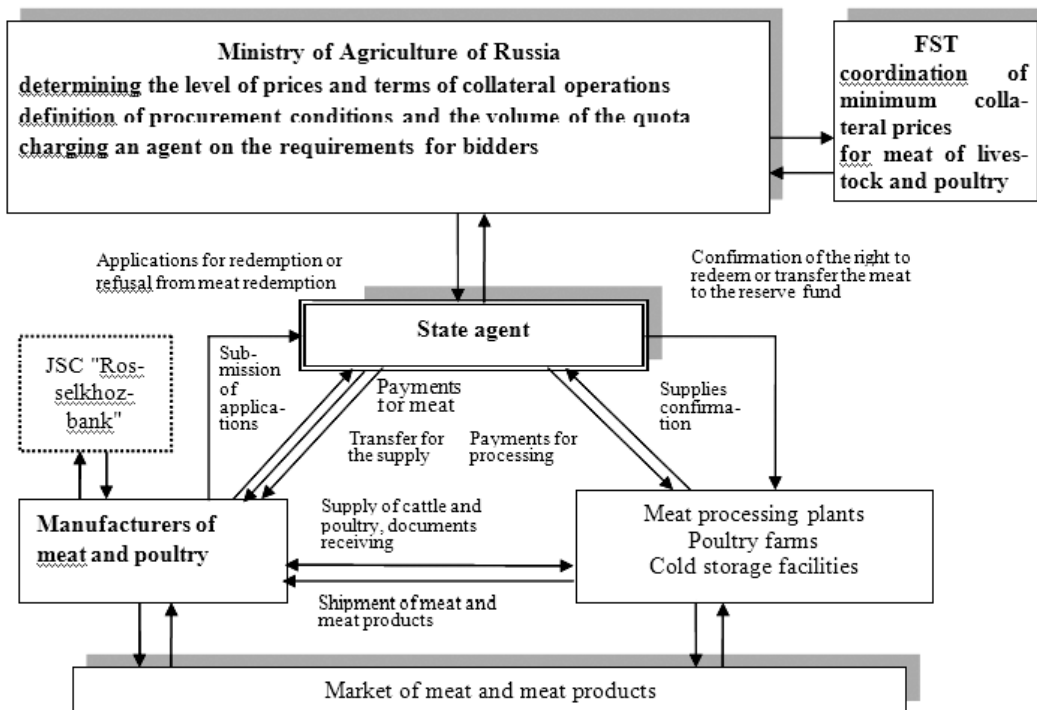 Ministry of Agriculture of Russia
determining the level of prices and terms of collateral operations
definition of procurement conditions and the volume of the quota
charging an agent on the requirements for bidders
FST
coordination of
minimum colla-
teral prices
for meat of lives-
tock and poultry
Applications for redemption or
refusal from meat redemption
Confirmation of the right to
redeem or transfer the meat
to the reserve fund
State agent
JSC "Ros-
selkhoz-
bank"
Sub-
mission
of
applica-
tions
Payments
for meat
Transfer for
the supply
Payments for
processing
Supplies
confirma-
tion
Manufacturers of
meat and poultry
Supply of cattle and
poultry, documents
receiving
Shipment of meat and
meat products
Meat processing plants
Poultry farms
Cold storage facilities
Market of meat and meat products